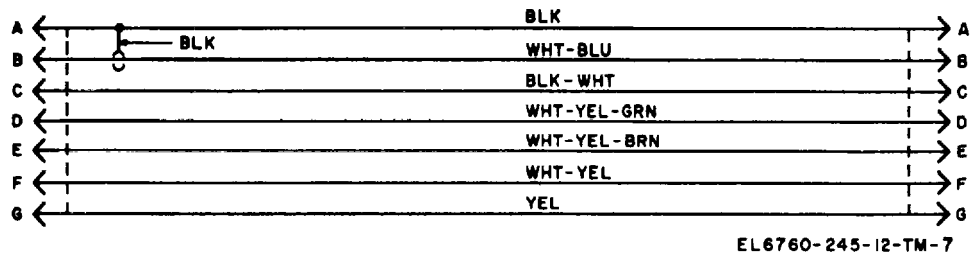 A BLK A
BLK
B WHT-BLU B
C BLK-WHT C
D WHT-YEL-GRN D
E WHT-YEL-BRN E
F WHT-YEL F
G YEL G
EL6760-245-12-TM-7